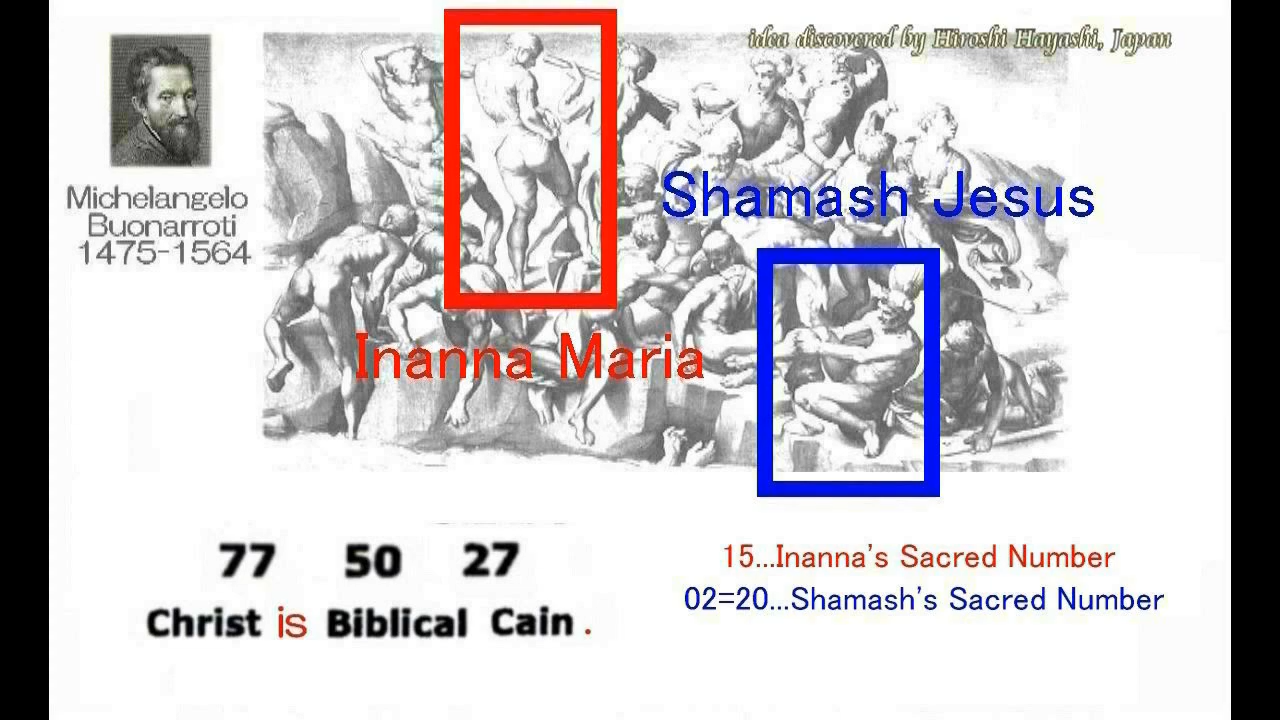 idea discovered by Hiroshi Hayashi, Japan
Michelangelo
Buonarroti
1475-1564
Shamash Jesus
Inanna Maria
77 50 27
Christ is Biblical Cain.
15...Inanna's Sacred Number
02=20...Shamash's Sacred Number